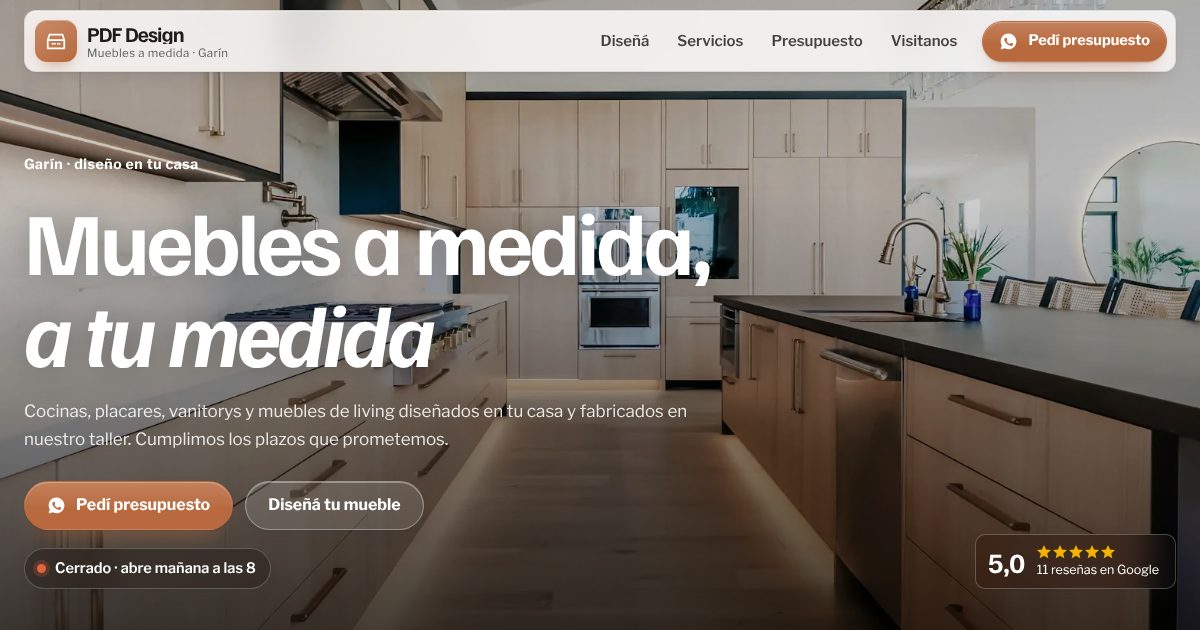 PDF Design
Muebles a medida · Garín
Diseñá
Servicios
Presupuesto
Visitanos
Pedí presupuesto
Garín · diseño en tu casa
Muebles a medida,
a tu medida
Cocinas, placares, vanitorys y muebles de living diseñados en tu casa y fabricados en
nuestro taller. Cumplimos los plazos que prometemos.
Pedí presupuesto
Diseñá tu mueble
Cerrado · abre mañana a las 8
5,0
11 reseñas en Google